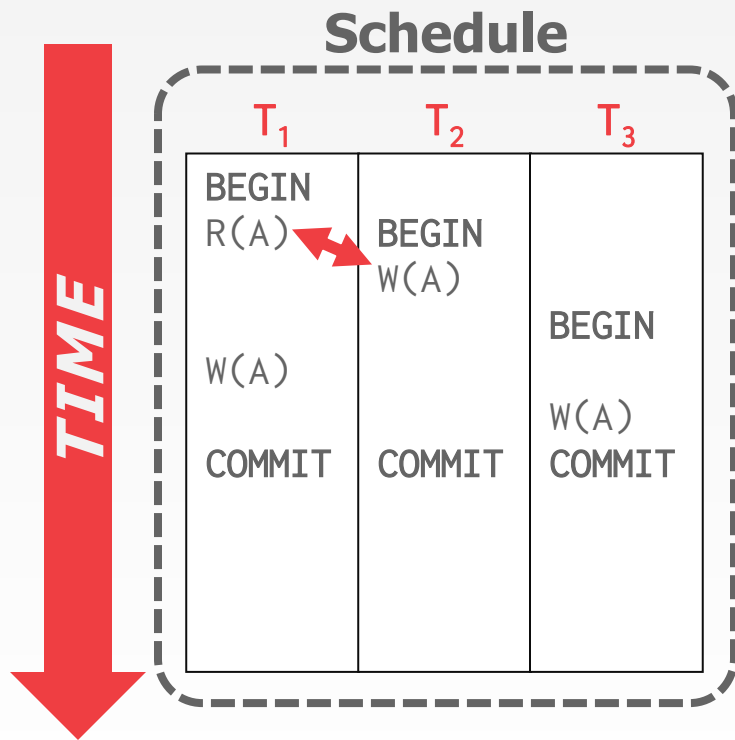 Schedule
TIME
T₁ T₂ T₃
BEGIN
R(A) BEGIN
W(A)
BEGIN
W(A)
W(A)
COMMIT COMMIT COMMIT